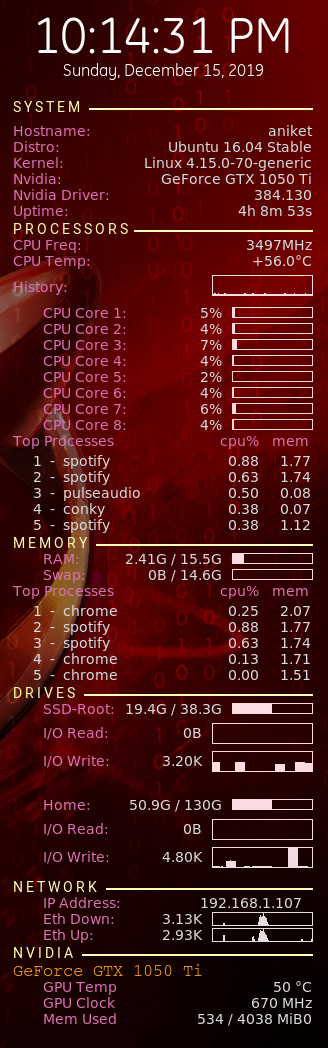 10:14:31 PM
Sunday, December 15, 2019
SYSTEM
Hostname: aniket
Distro: Ubuntu 16.04 Stable
Kernel: Linux 4.15.0-70-generic
Nvidia: GeForce GTX 1050 Ti
Nvidia Driver: 384.130
Uptime: 4h 8m 53s
PROCESSORS
CPU Freq: 3497MHz
CPU Temp: +56.0°C
History:
CPU Core 1: 5%
CPU Core 2: 4%
CPU Core 3: 7%
CPU Core 4: 4%
CPU Core 5: 2%
CPU Core 6: 4%
CPU Core 7: 6%
CPU Core 8: 4%
Top Processes cpu% mem
1 - spotify 0.88 1.77
2 - spotify 0.63 1.74
3 - pulseaudio 0.50 0.08
4 - conky 0.38 0.07
5 - spotify 0.38 1.12
MEMORY
RAM: 2.41G / 15.5G
Swap: 0B / 14.6G
Top Processes cpu% mem
1 - chrome 0.25 2.07
2 - spotify 0.88 1.77
3 - spotify 0.63 1.74
4 - chrome 0.13 1.71
5 - chrome 0.00 1.51
DRIVES
SSD-Root: 19.4G / 38.3G
I/O Read: 0B
I/O Write: 3.20K
Home: 50.9G / 130G
I/O Read: 0B
I/O Write: 4.80K
NETWORK
IP Address: 192.168.1.107
Eth Down: 3.13K
Eth Up: 2.93K
NVIDIA
GeForce GTX 1050 Ti
GPU Temp 50 °C
GPU Clock 670 MHz
Mem Used 534 / 4038 MiB0